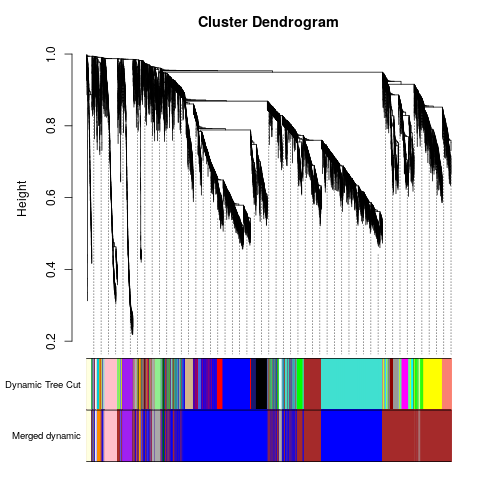 Cluster Dendrogram
Height
1.0
0.8
0.6
0.4
0.2
Dynamic Tree Cut
Merged dynamic